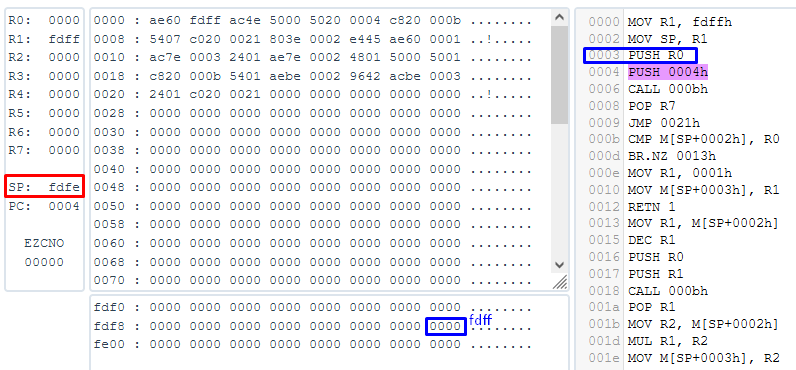 R0: 0000
R1: fdff
R2: 0000
R3: 0000
R4: 0000
R5: 0000
R6: 0000
R7: 0000
SP: fdfe
PC: 0004
EZCNO
00000
0000 : ae60 fdff ac4e 5000 5020 0004 c820 000b ........
0008 : 5407 c020 0021 803e 0002 e445 ae60 0001 ..!.....
0010 : ac7e 0003 2401 ae7e 0002 4801 5000 5001 ........
0018 : c820 000b 5401 aebe 0002 9642 acbe 0003 ........
0020 : 2401 c020 0021 0000 0000 0000 0000 0000 ..!.....
0028 : 0000 0000 0000 0000 0000 0000 0000 0000 ........
0030 : 0000 0000 0000 0000 0000 0000 0000 0000 ........
0038 : 0000 0000 0000 0000 0000 0000 0000 0000 ........
0040 : 0000 0000 0000 0000 0000 0000 0000 0000 ........
0048 : 0000 0000 0000 0000 0000 0000 0000 0000 ........
0050 : 0000 0000 0000 0000 0000 0000 0000 0000 ........
0058 : 0000 0000 0000 0000 0000 0000 0000 0000 ........
0060 : 0000 0000 0000 0000 0000 0000 0000 0000 ........
0068 : 0000 0000 0000 0000 0000 0000 0000 0000 ........
0070 : 0000 0000 0000 0000 0000 0000 0000 0000 ........
fdf0 : 0000 0000 0000 0000 0000 0000 0000 0000 ........
fdf8 : 0000 0000 0000 0000 0000 0000 0000 0000 fdff ........
fe00 : 0000 0000 0000 0000 0000 0000 0000 0000 ........
0000 MOV R1, fdffh
0002 MOV SP, R1
0003 PUSH R0
0004 PUSH 0004h
0006 CALL 000bh
0008 POP R7
0009 JMP 0021h
000b CMP M[SP+0002h], R0
000d BR.NZ 0013h
000e MOV R1, 0001h
0010 MOV M[SP+0003h], R1
0012 RETN 1
0013 MOV R1, M[SP+0002h]
0015 DEC R1
0016 PUSH R0
0017 PUSH R1
0018 CALL 000bh
001a POP R1
001b MOV R2, M[SP+0002h]
001d MUL R1, R2
001e MOV M[SP+0003h], R2